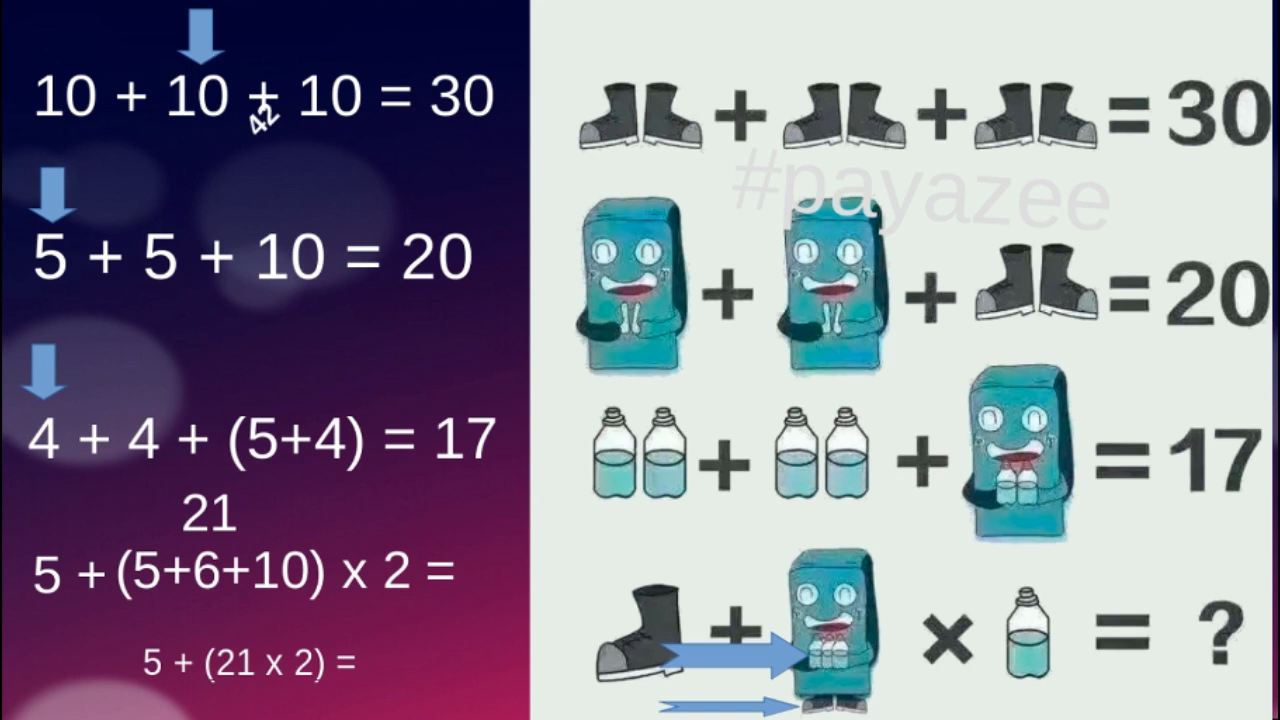 10 + 10 + 10 = 30
42
5 + 5 + 10 = 20
4 + 4 + (5+4) = 17
21
5 + (5+6+10) x 2 =
5 + (21 x 2) =
+ + = 30
#payazee
+ + = 20
+ + = 17
+ × = ?